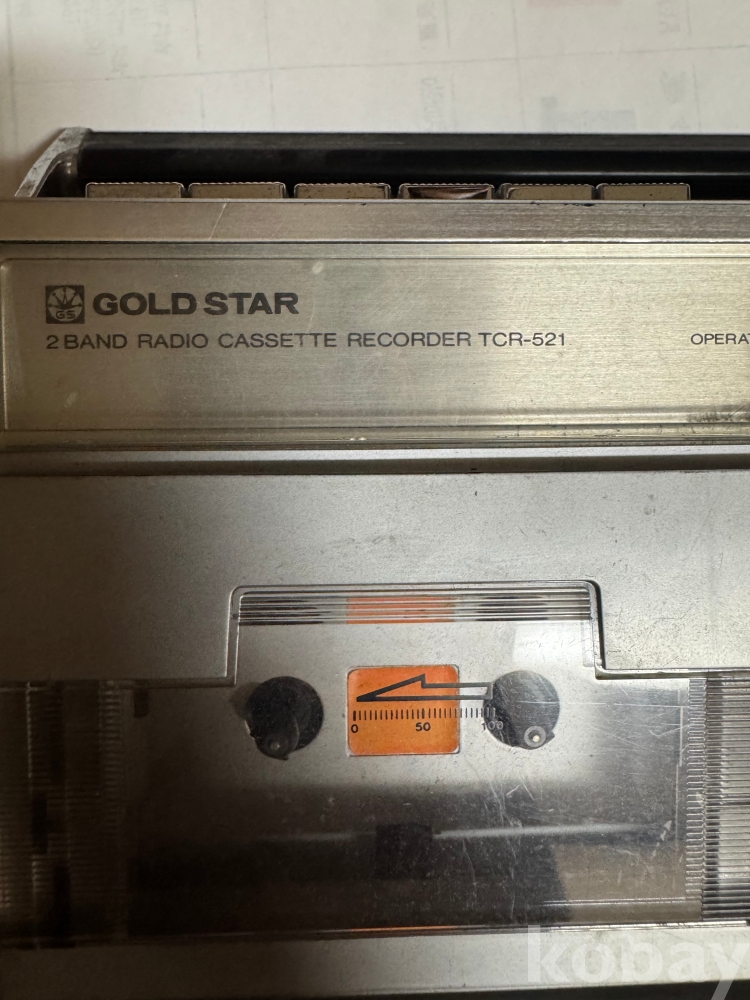 GS
GOLD STAR
2 BAND RADIO CASSETTE RECORDER TCR-521
OPERAT
0 50 100
kobay